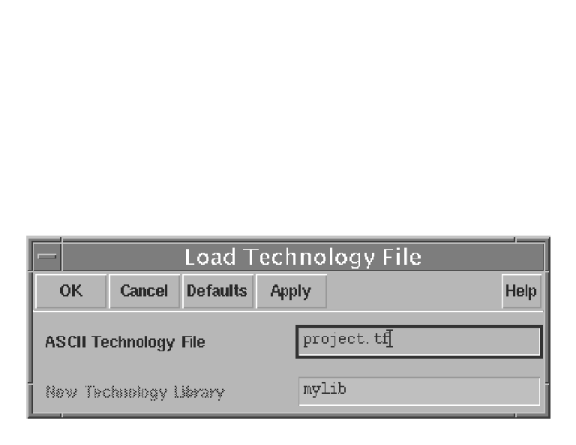 Load Technology File
OK Cancel Defaults Apply Help
ASCII Technology File project.tf
New Technology Library mylib